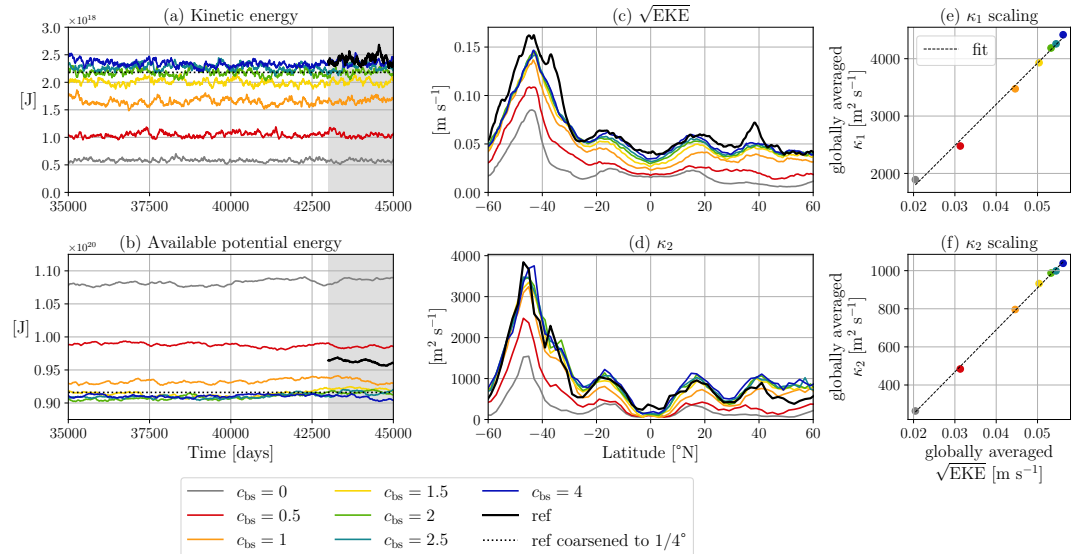 (a) Kinetic energy
×10¹⁸
3.0
2.5
2.0
1.5
1.0
0.5
0.0
[J]
35000 37500 40000 42500 45000
(b) Available potential energy
×10²⁰
1.10
1.05
1.00
0.95
0.90
[J]
35000 37500 40000 42500 45000
Time [days]
(c) √EKE
0.15
0.10
0.05
0.00
[m s⁻¹]
−60 −40 −20 0 20 40 60
(d) κ₂
4000
3000
2000
1000
0
[m² s⁻¹]
−60 −40 −20 0 20 40 60
Latitude [°N]
(e) κ₁ scaling
fit
4000
3000
2000
globally averaged
κ₁ [m² s⁻¹]
0.02 0.03 0.04 0.05
(f) κ₂ scaling
1000
800
600
400
globally averaged
κ₂ [m² s⁻¹]
0.02 0.03 0.04 0.05
globally averaged
√EKE [m s⁻¹]
c_bs = 0
c_bs = 0.5
c_bs = 1
c_bs = 1.5
c_bs = 2
c_bs = 2.5
c_bs = 4
ref
ref coarsened to 1/4°